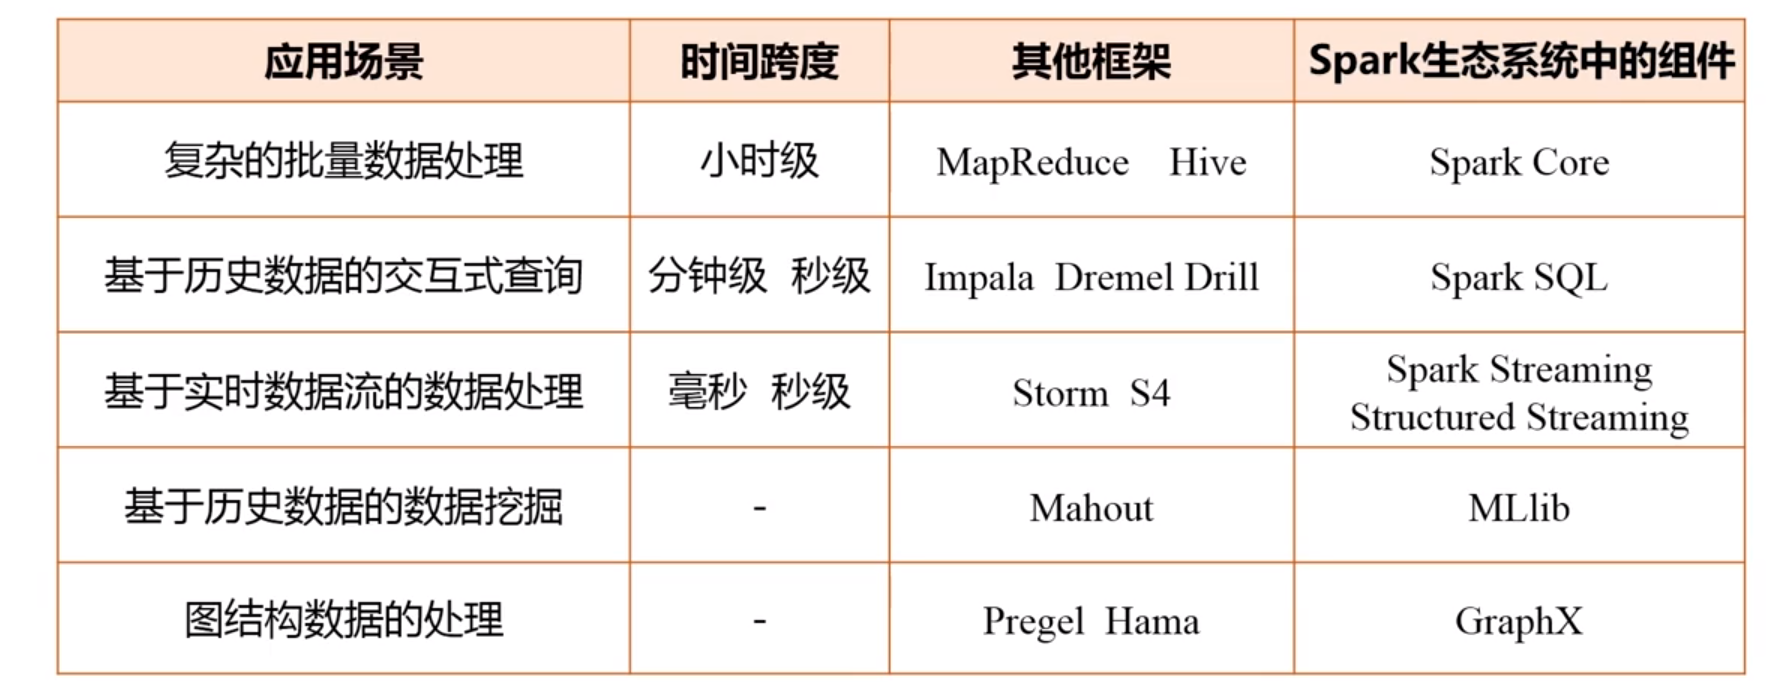 应用场景 时间跨度 其他框架 Spark生态系统中的组件
复杂的批量数据处理 小时级 MapReduce Hive Spark Core
基于历史数据的交互式查询 分钟级 秒级 Impala Dremel Drill Spark SQL
基于实时数据流的数据处理 毫秒 秒级 Storm S4 Spark Streaming
Structured Streaming
基于历史数据的数据挖掘 - Mahout MLlib
图结构数据的处理 - Pregel Hama GraphX